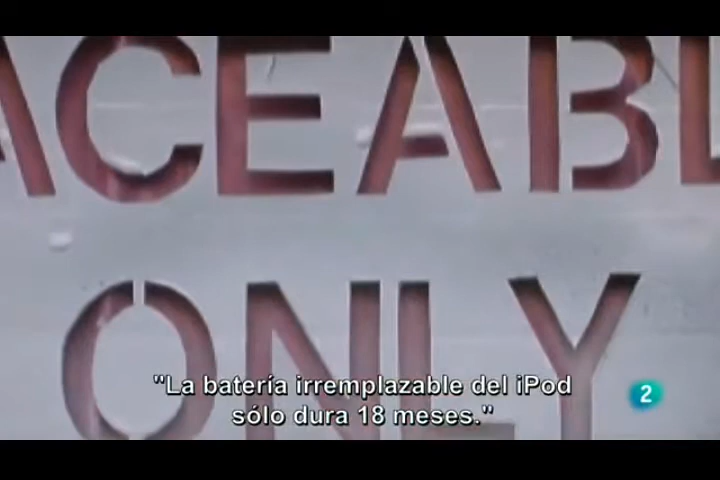 ACEABL
ONLY
"La batería irremplazable del iPod
sólo dura 18 meses."
2